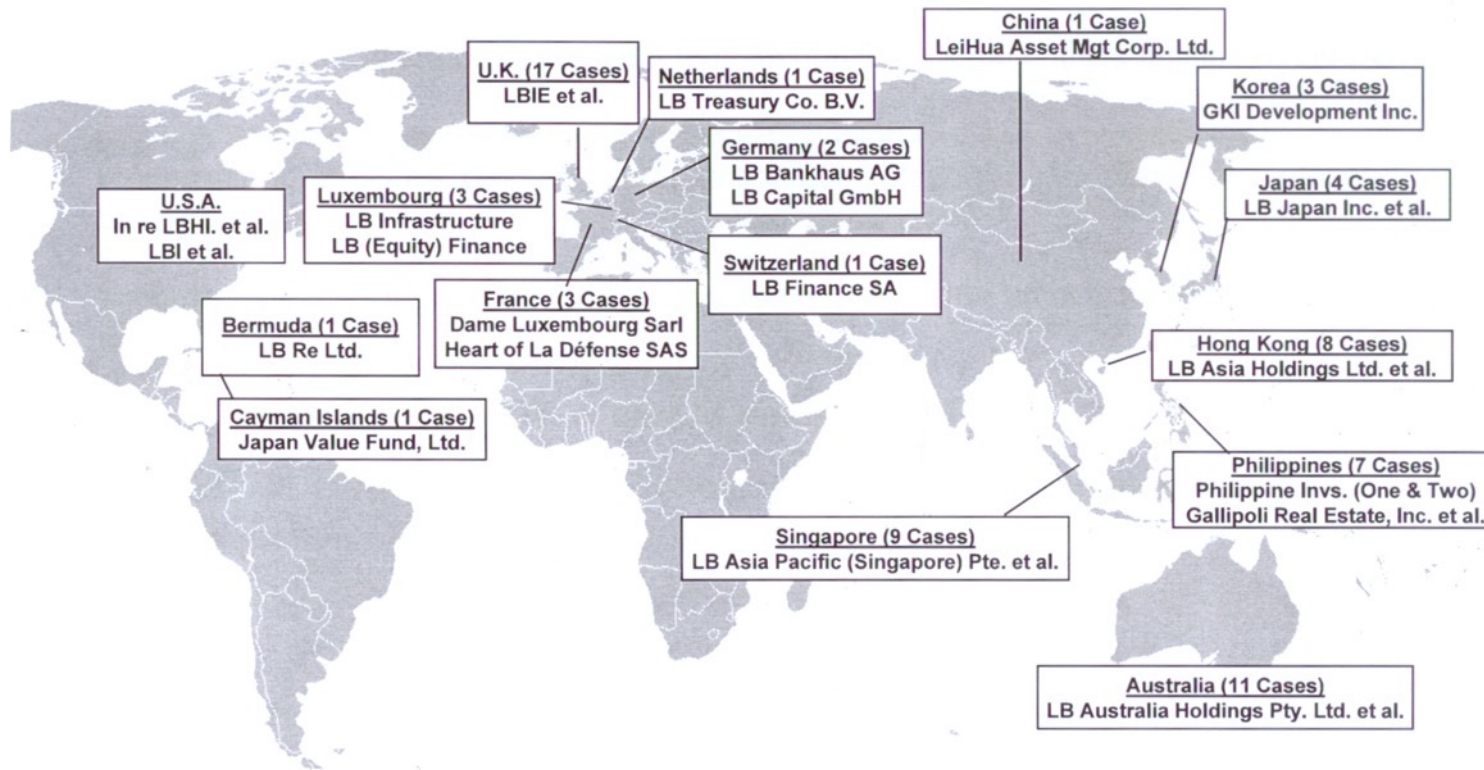 China (1 Case)
LeiHua Asset Mgt Corp. Ltd.
U.K. (17 Cases)
LBIE et al.
Netherlands (1 Case)
LB Treasury Co. B.V.
Korea (3 Cases)
GKI Development Inc.
Germany (2 Cases)
LB Bankhaus AG
LB Capital GmbH
Japan (4 Cases)
LB Japan Inc. et al.
U.S.A.
In re LBHI. et al.
LBI et al.
Luxembourg (3 Cases)
LB Infrastructure
LB (Equity) Finance
Switzerland (1 Case)
LB Finance SA
France (3 Cases)
Dame Luxembourg Sarl
Heart of La Défense SAS
Bermuda (1 Case)
LB Re Ltd.
Hong Kong (8 Cases)
LB Asia Holdings Ltd. et al.
Cayman Islands (1 Case)
Japan Value Fund, Ltd.
Philippines (7 Cases)
Philippine Invs. (One & Two)
Gallipoli Real Estate, Inc. et al.
Singapore (9 Cases)
LB Asia Pacific (Singapore) Pte. et al.
Australia (11 Cases)
LB Australia Holdings Pty. Ltd. et al.